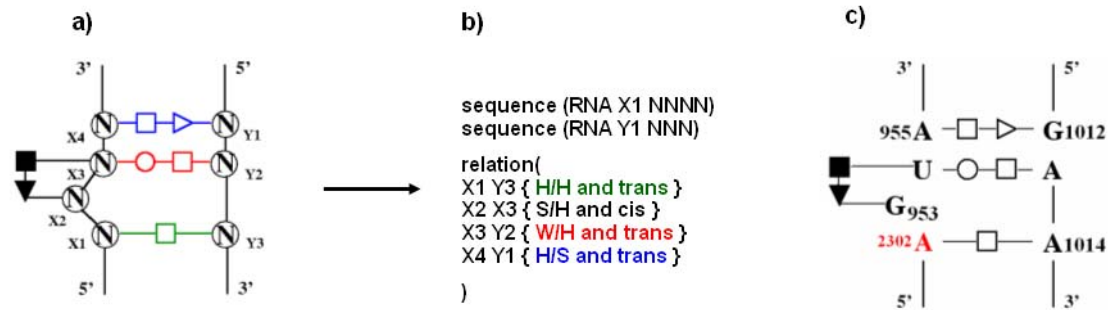 a)
3’ 5’
X4 N N Y1
X3 N N Y2
X2 N
X1 N N Y3
5’ 3’
b)
sequence (RNA X1 NNNN)
sequence (RNA Y1 NNN)
relation(
X1 Y3 { H/H and trans }
X2 X3 { S/H and cis }
X3 Y2 { W/H and trans }
X4 Y1 { H/S and trans }
)
c)
3’ 5’
955A G1012
U A
G953
2302 A A1014
5’ 3’